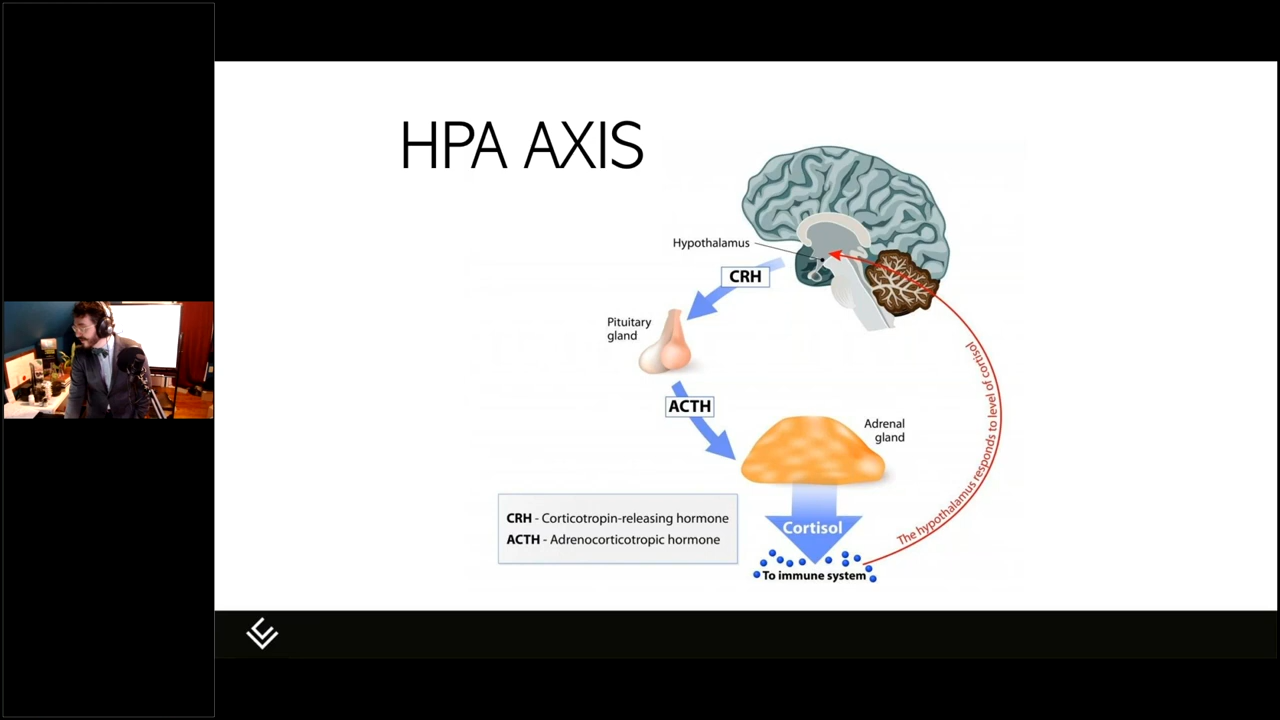 HPA AXIS
Hypothalamus
CRH
Pituitary
gland
ACTH
Adrenal
gland
The hypothalamus responds to level of cortisol
CRH - Corticotropin-releasing hormone
ACTH - Adrenocorticotropic hormone
Cortisol
To immune system